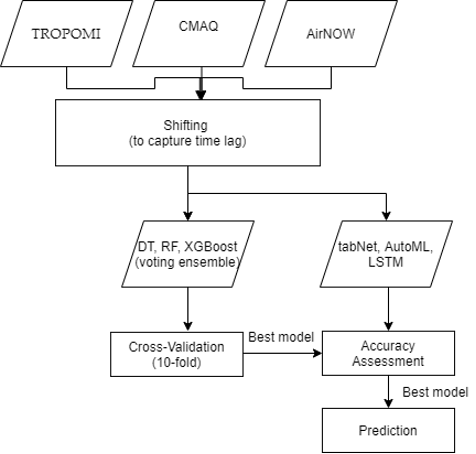 TROPOMI
CMAQ
AirNOW
Shifting
(to capture time lag)
DT, RF, XGBoost
(voting ensemble)
tabNet, AutoML,
LSTM
Cross-Validation
(10-fold)
Best model
Accuracy
Assessment
Best model
Prediction